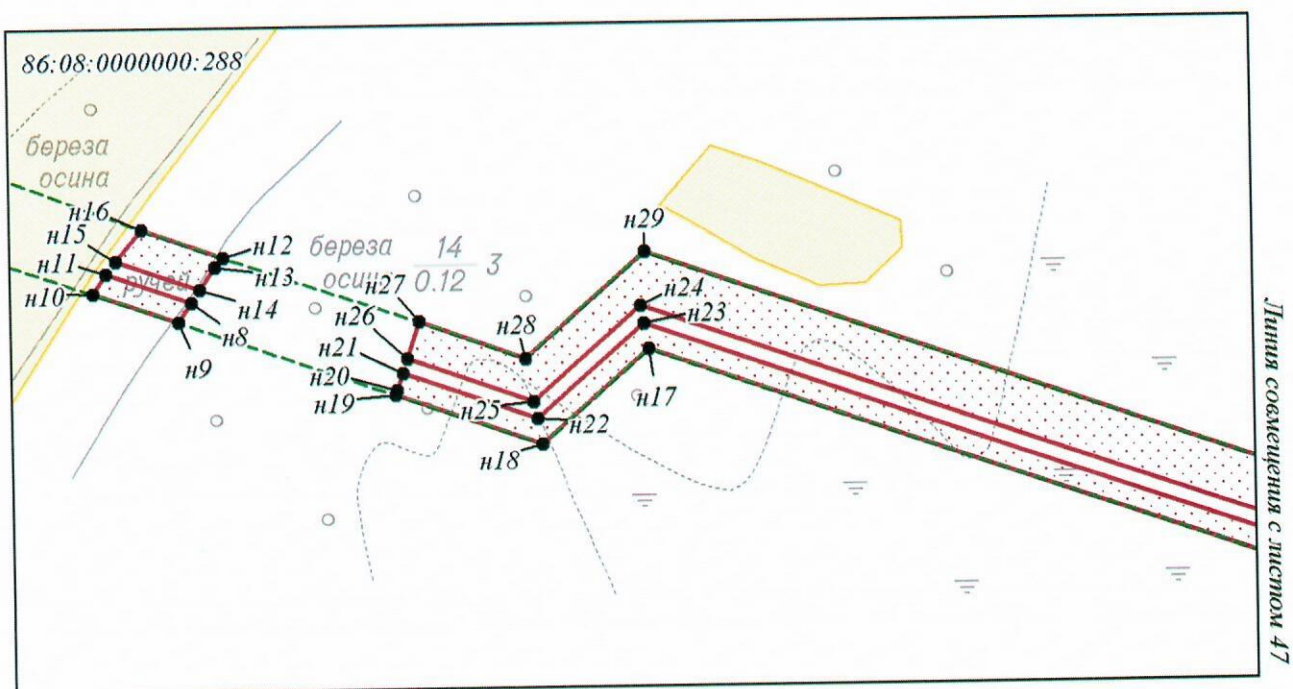 86:08:0000000:288
береза
осина
н16
н15
н11
н10
ручей
н12
н13
н14
н8
н9
береза
осина
14
0.12
3
н27
н26
н21
н20
н19
н28
н25
н22
н18
н29
н24
н23
н17
Линия совмещения с листом 47